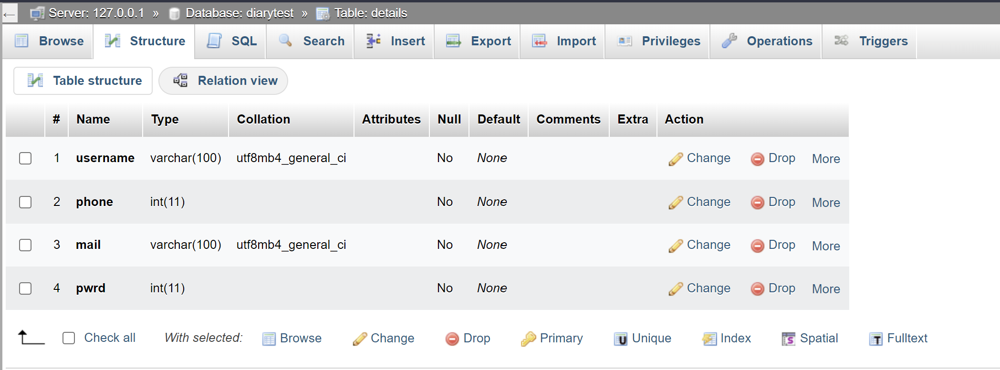 ← Server: 127.0.0.1 » Database: diarytest » Table: details
Browse Structure SQL Search Insert Export Import Privileges Operations Triggers
Table structure Relation view
# Name Type Collation Attributes Null Default Comments Extra Action
1 username varchar(100) utf8mb4_general_ci No None Change Drop More
2 phone int(11) No None Change Drop More
3 mail varchar(100) utf8mb4_general_ci No None Change Drop More
4 pwrd int(11) No None Change Drop More
Check all With selected: Browse Change Drop Primary Unique Index Spatial Fulltext